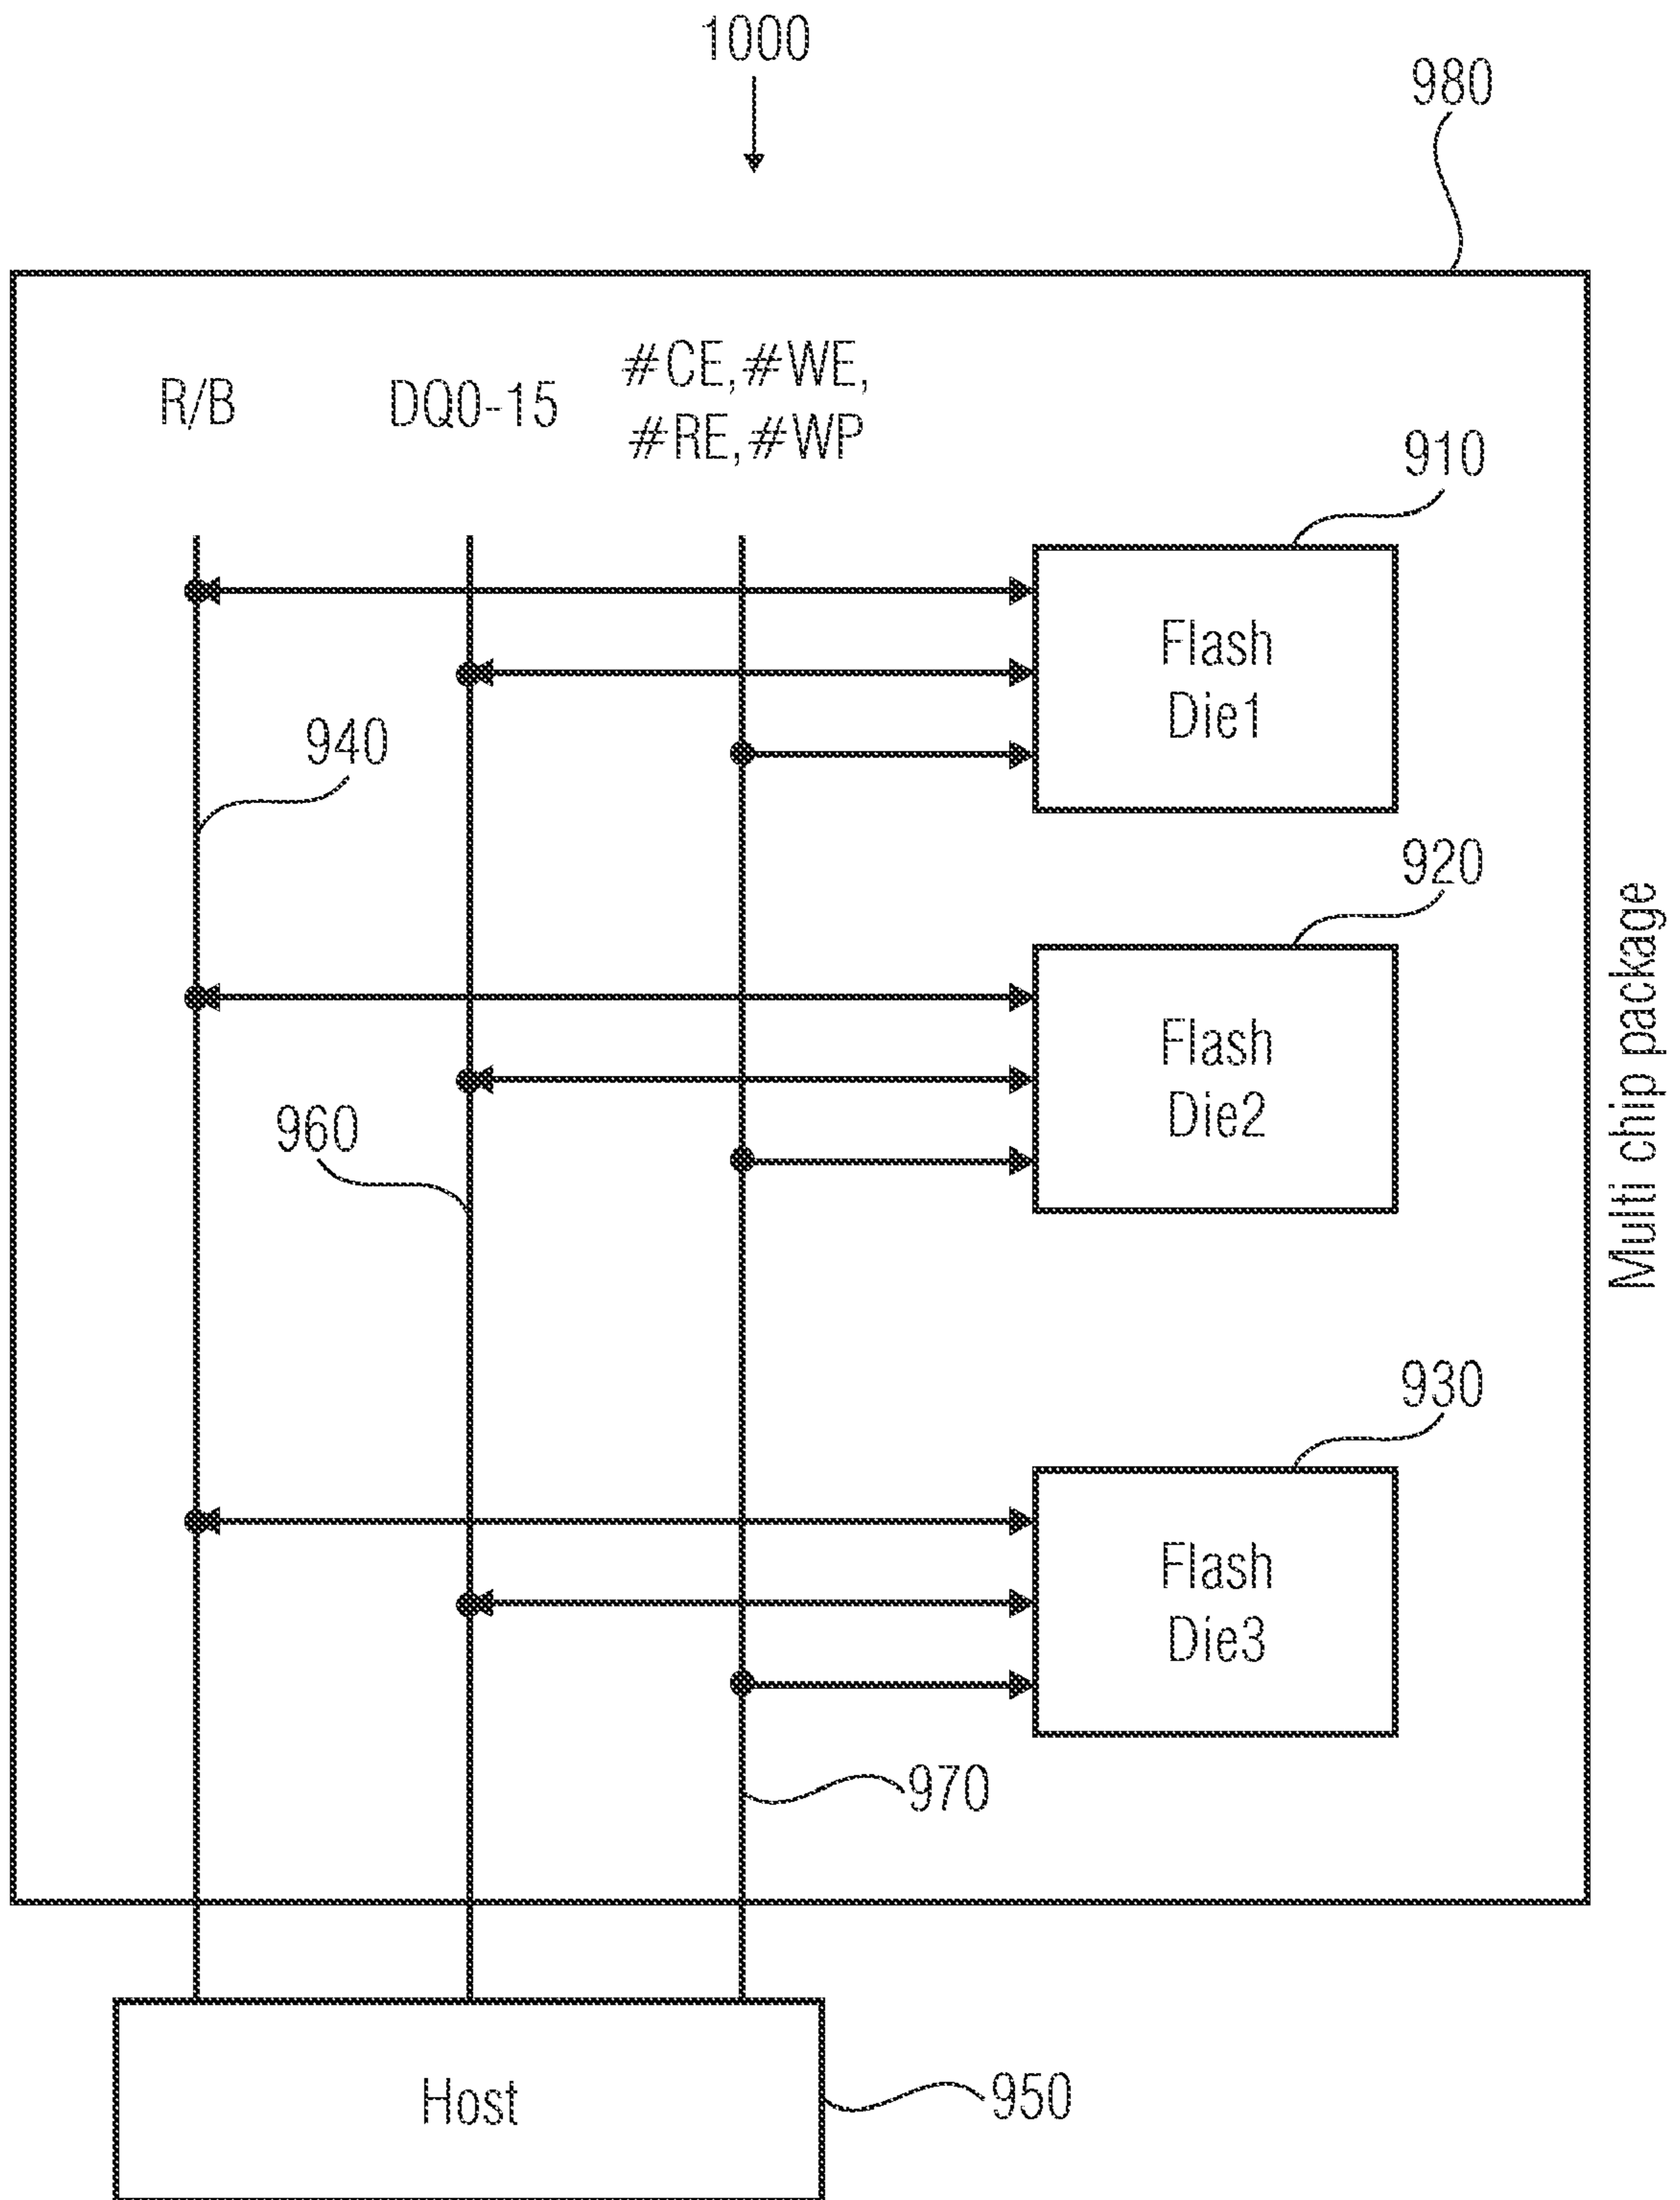 1000
980
R/B
DQ0-15
#CE, #WE,
#RE, #WP
910
Flash
Die1
940
920
Flash
Die2
960
Multi chip package
930
Flash
Die3
970
Host
950